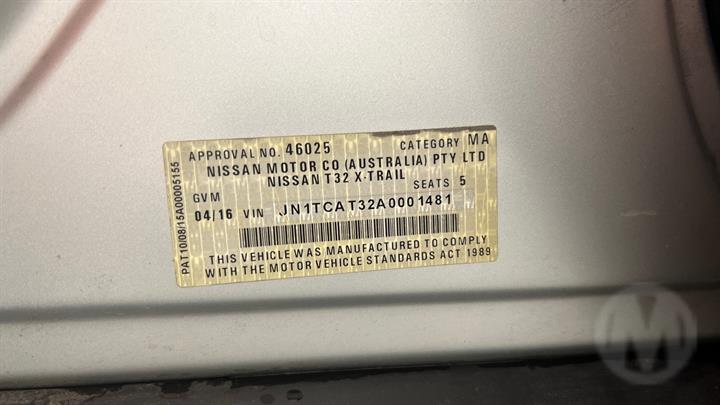 APPROVAL NO. 46025 CATEGORY MA
NISSAN MOTOR CO (AUSTRALIA) PTY LTD
NISSAN T32 X-TRAIL
GVM SEATS 5
04/16 VIN JN1TCAT32A0001481
THIS VEHICLE WAS MANUFACTURED TO COMPLY
WITH THE MOTOR VEHICLE STANDARDS ACT 1989
PAT10/08/15A00005155
M